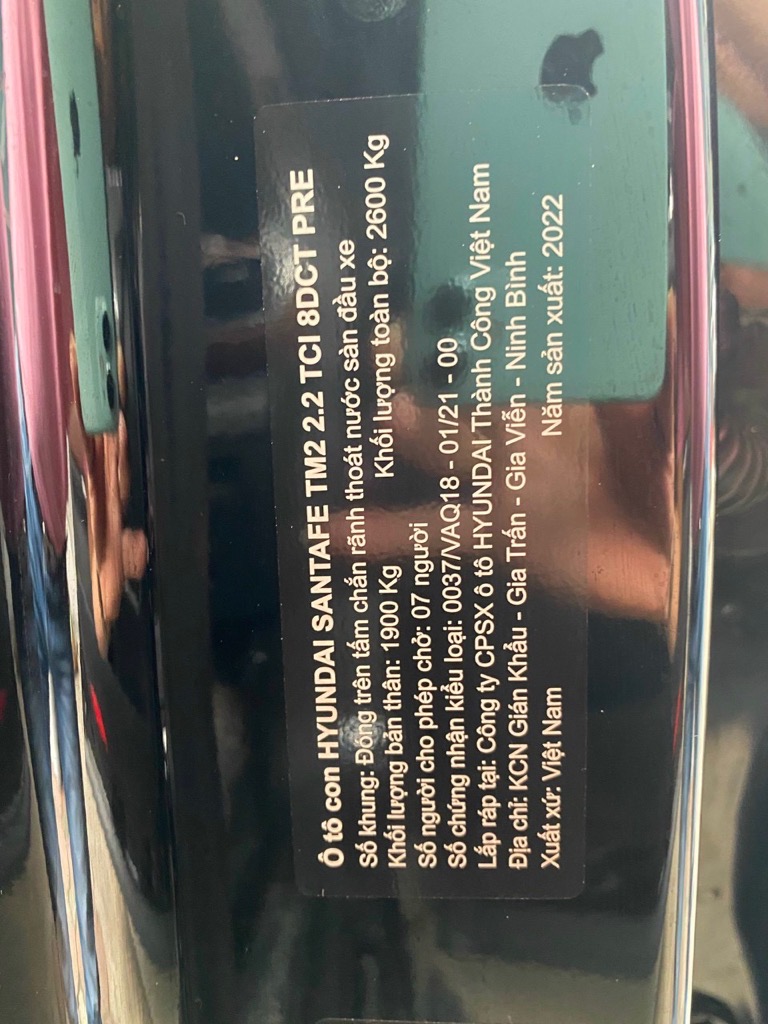 Ô tô con HYUNDAI SANTAFE TM2 2.2 TCI 8DCT PRE
Số khung: Đóng trên tấm chắn rãnh thoát nước sàn đầu xe
Khối lượng bản thân: 1900 Kg Khối lượng toàn bộ: 2600 Kg
Số người cho phép chở: 07 người
Số chứng nhận kiểu loại: 0037/VAQ18 - 01/21 - 00
Lắp ráp tại: Công ty CPSX ô tô HYUNDAI Thành Công Việt Nam
Địa chỉ: KCN Gián Khẩu - Gia Trấn - Gia Viễn - Ninh Bình
Xuất xứ: Việt Nam Năm sản xuất: 2022